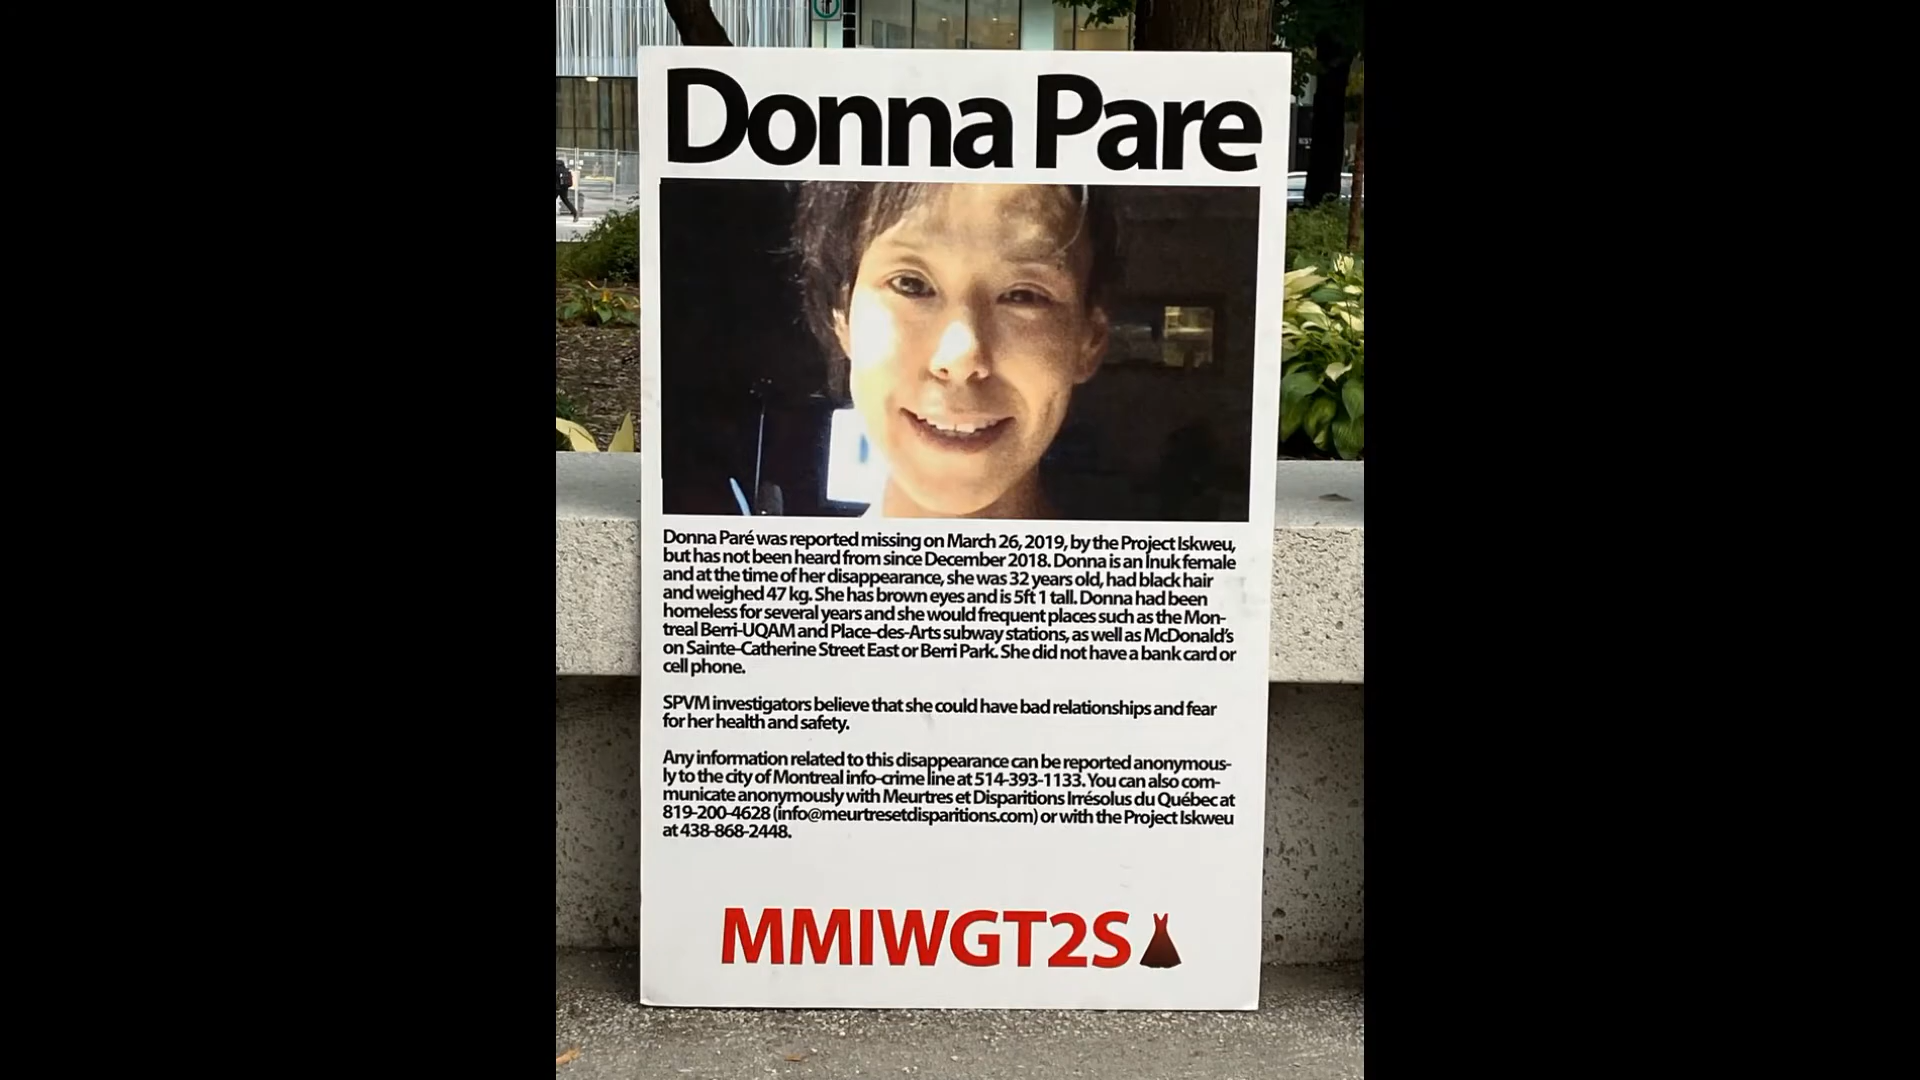 Donna Pare
Donna Paré was reported missing on March 26, 2019, by the Project Iskweu,
but has not been heard from since December 2018. Donna is an Inuk female
and at the time of her disappearance, she was 32 years old, had black hair
and weighed 47 kg. She has brown eyes and is 5ft 1 tall. Donna had been
homeless for several years and she would frequent places such as the Mon-
treal Berri-UQAM and Place-des-Arts subway stations, as well as McDonald's
on Sainte-Catherine Street East or Berri Park. She did not have a bank card or
cell phone.
SPVM investigators believe that she could have bad relationships and fear
for her health and safety.
Any information related to this disappearance can be reported anonymous-
ly to the city of Montreal info-crime line at 514-393-1133. You can also com-
municate anonymously with Meurtres et Disparitions Irrésolus du Québec at
819-200-4628 (info@meurtresetdisparitions.com) or with the Project Iskweu
at 438-868-2448.
MMIWGT2S